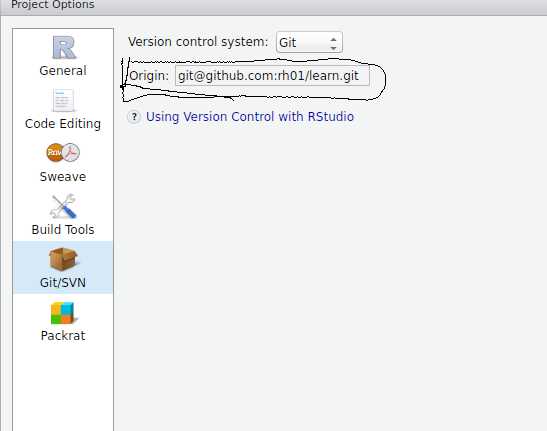 Project Options
General
Code Editing
Rnw
Sweave
Build Tools
Git/SVN
Packrat
Version control system: Git
Origin: git@github.com:rh01/learn.git
? Using Version Control with RStudio